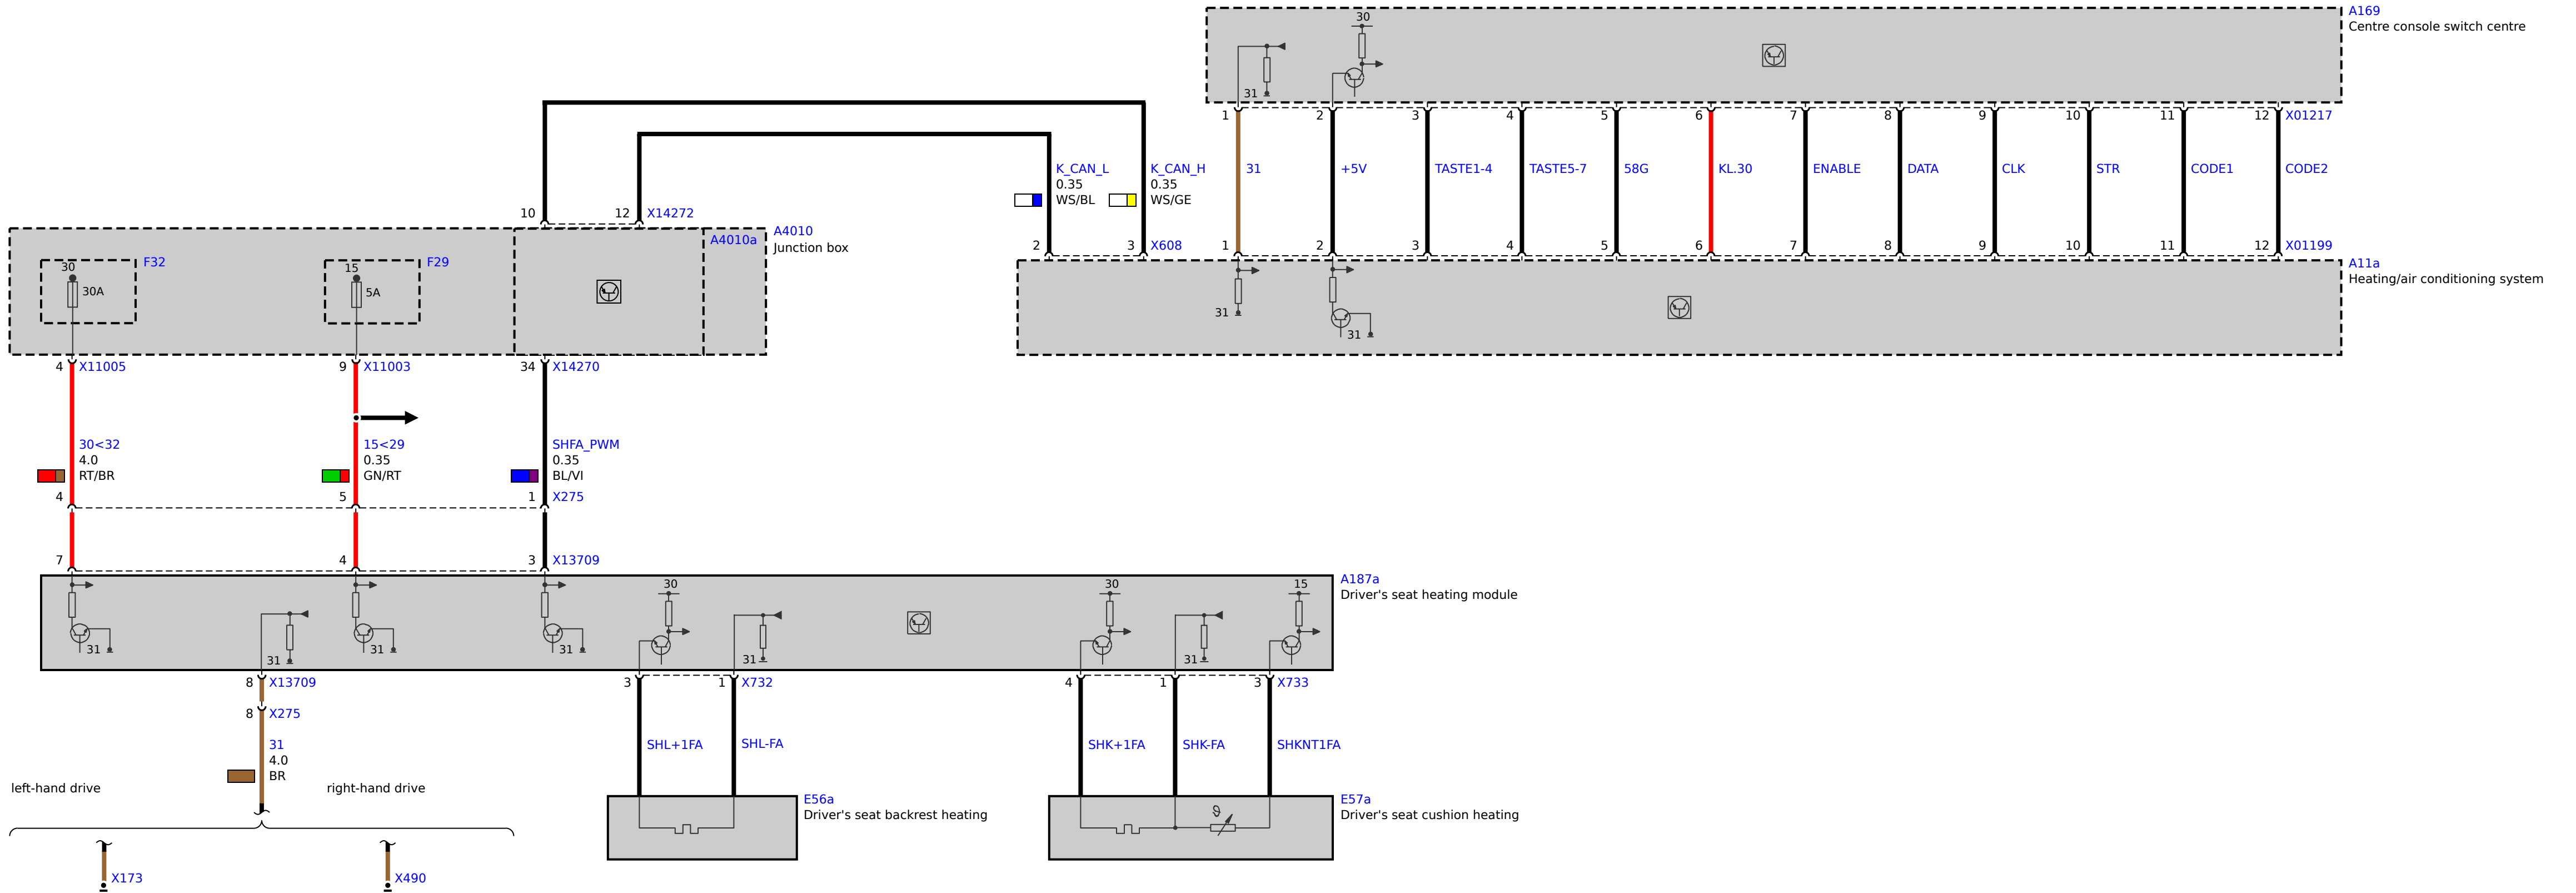 A169
Centre console switch centre
30
31
1 2 3 4 5 6 7 8 9 10 11 12 X01217
31 +5V TASTE1-4 TASTE5-7 58G KL.30 ENABLE DATA CLK STR CODE1 CODE2
K_CAN_L
0.35
WS/BL
K_CAN_H
0.35
WS/GE
10 12 X14272
2 3 X608
1 2 3 4 5 6 7 8 9 10 11 12 X01199
A4010
Junction box
A4010a
F32
30
30A
F29
15
5A
A11a
Heating/air conditioning system
31
31
4 X11005
9 X11003
34 X14270
30<32
4.0
RT/BR
15<29
0.35
GN/RT
SHFA_PWM
0.35
BL/VI
4 5 1 X275
7 4 3 X13709
A187a
Driver's seat heating module
30 30 15
31 31 31 31 31 31
8 X13709
3 1 X732
4 1 3 X733
8 X275
31
4.0
BR
SHL+1FA SHL-FA
SHK+1FA SHK-FA SHKNT1FA
left-hand drive
right-hand drive
E56a
Driver's seat backrest heating
E57a
Driver's seat cushion heating
ϑ
X173
X490